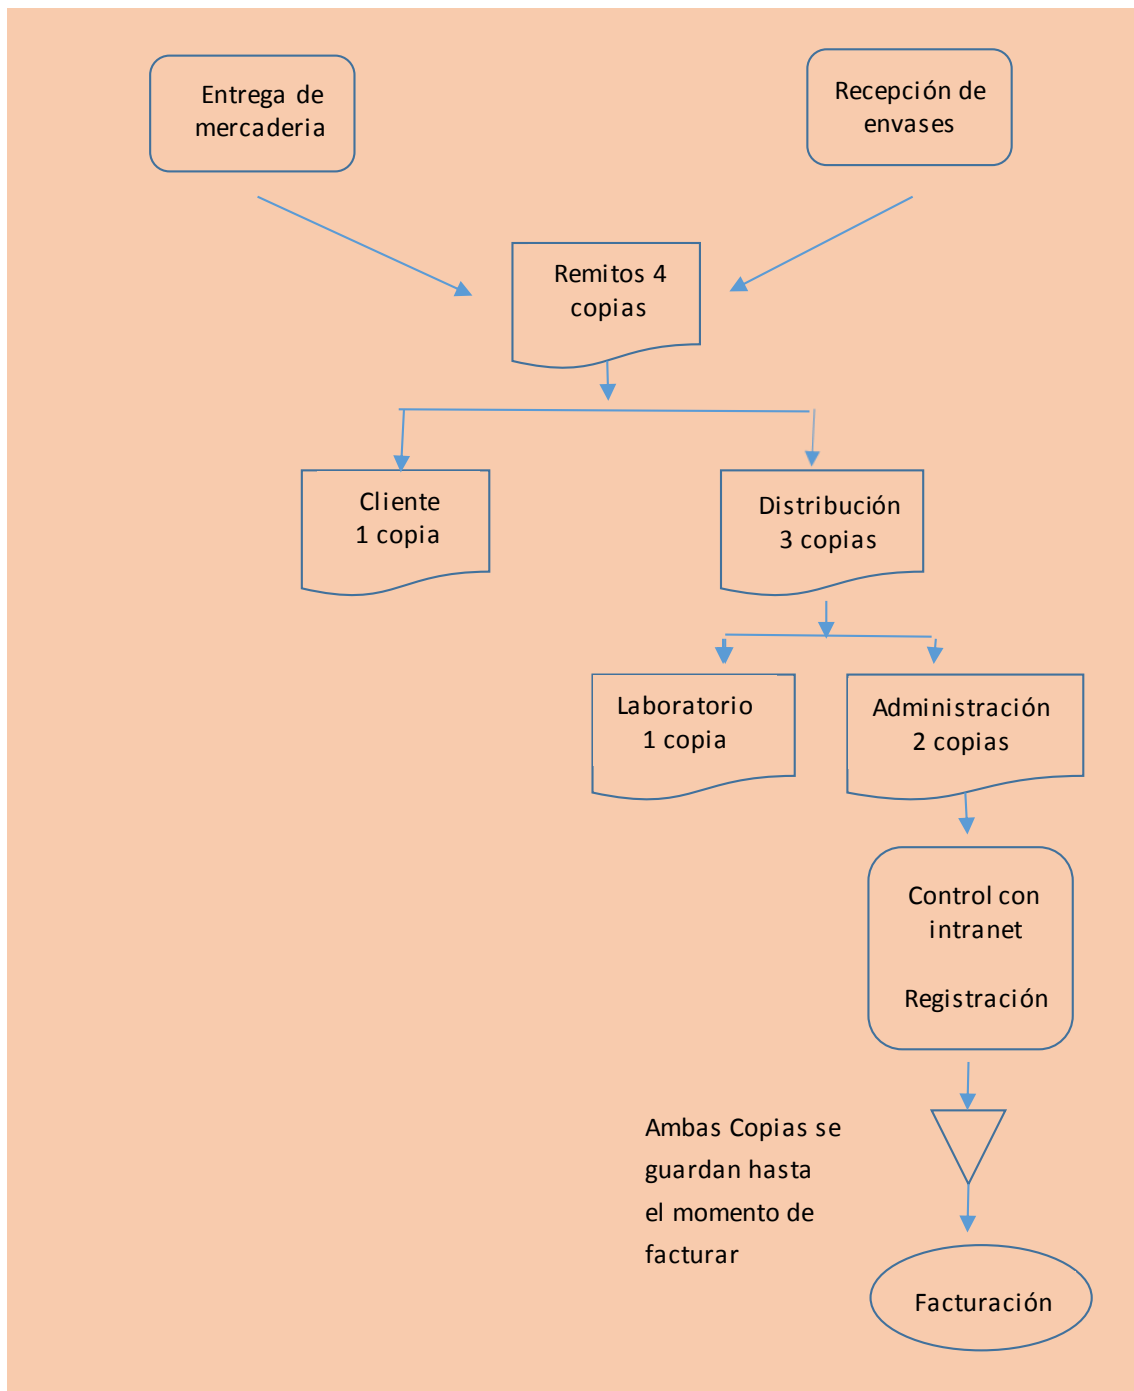 Entrega de
mercaderia
Recepción de
envases
Remitos 4
copias
Cliente
1 copia
Distribución
3 copias
Laboratorio
1 copia
Administración
2 copias
Control con
intranet
Registración
Ambas Copias se
guardan hasta
el momento de
facturar
Facturación